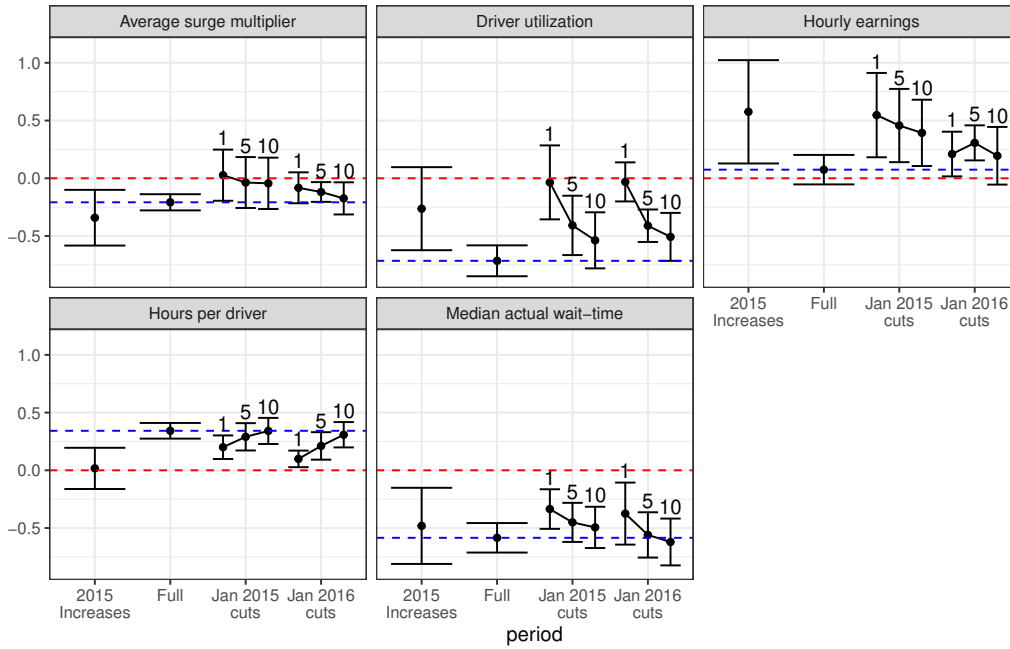 Average surge multiplier
Driver utilization
Hourly earnings
1.0
0.5
0.0
−0.5
1 5 10 1 5 10
1 5 10 1 5 10
1 5 10 1 5 10
2015 Increases
Full
Jan 2015 cuts
Jan 2016 cuts
Hours per driver
Median actual wait−time
1.0
0.5
0.0
−0.5
1 5 10 1 5 10
1 5 10 1 5 10
2015 Increases
Full
Jan 2015 cuts
Jan 2016 cuts
2015 Increases
Full
Jan 2015 cuts
Jan 2016 cuts
period